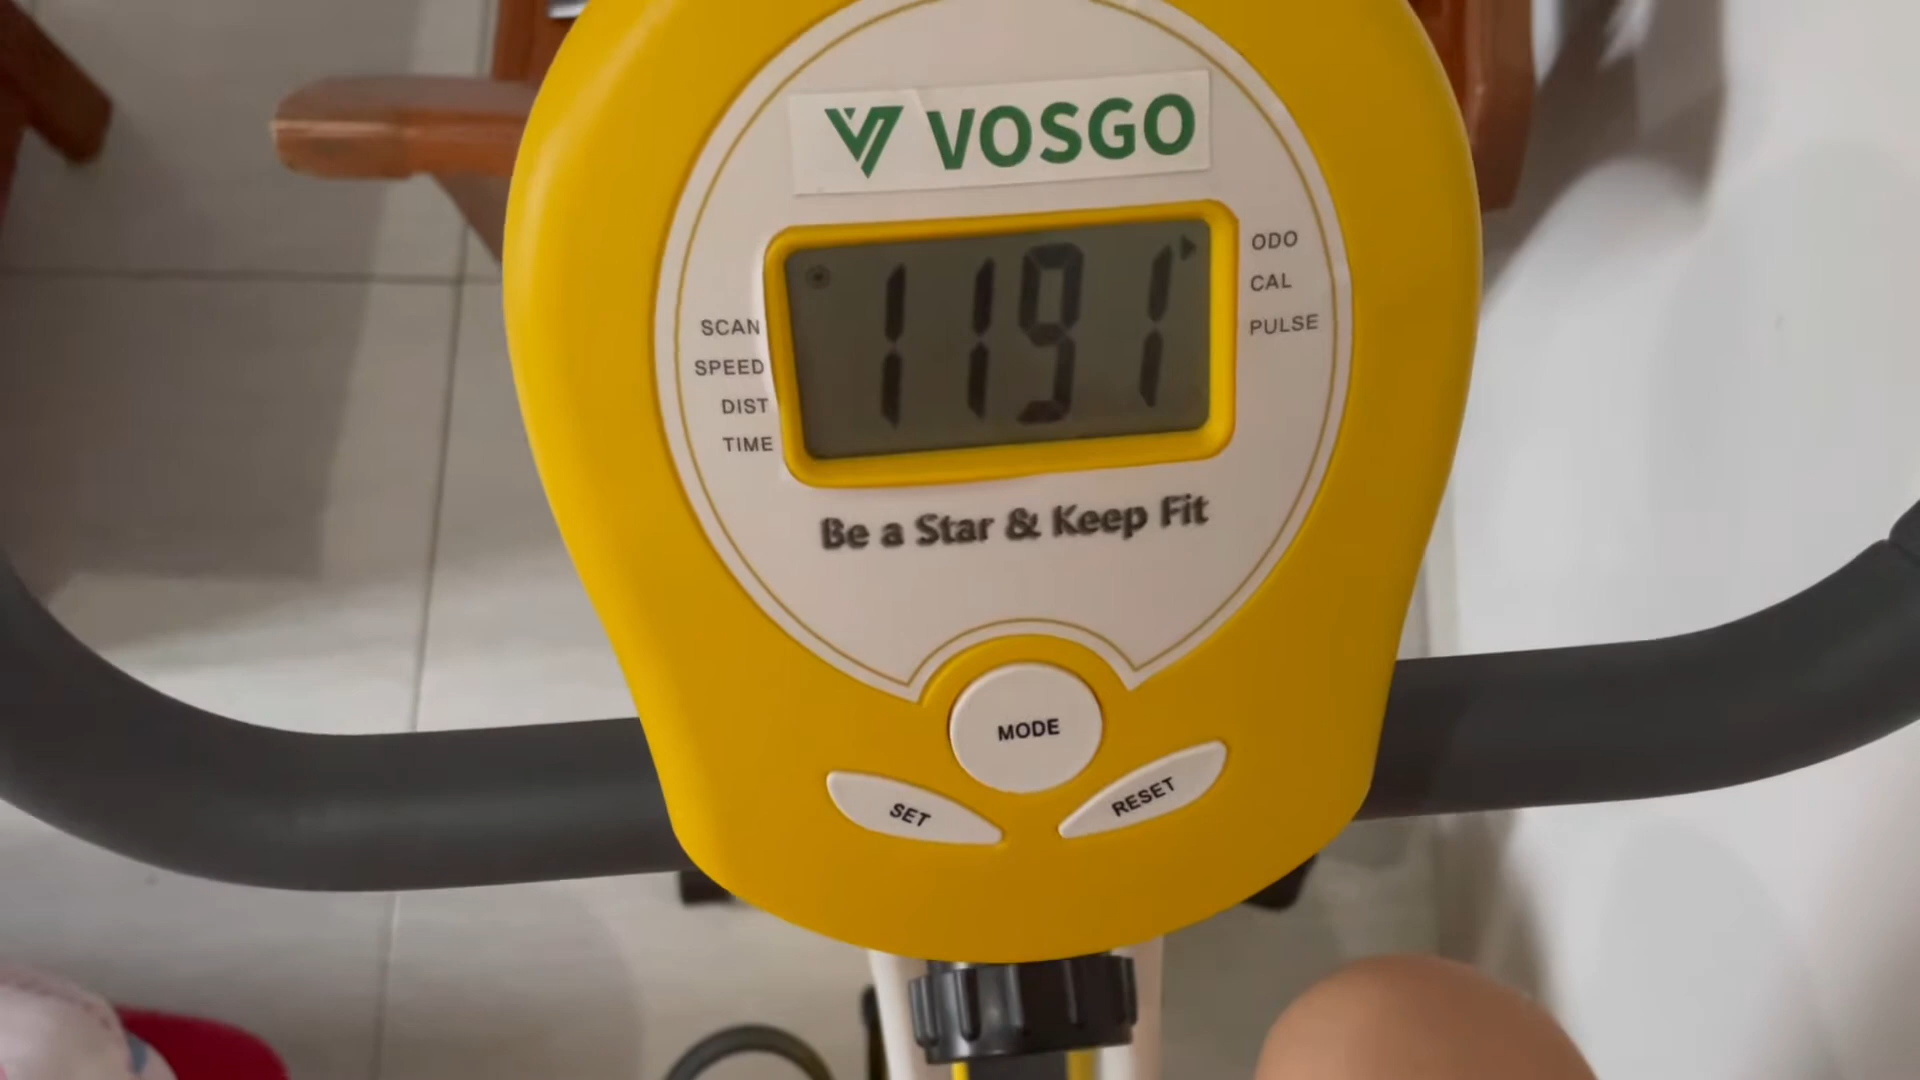 VOSGO
1191
ODO
CAL
PULSE
SCAN
SPEED
DIST
TIME
Be a Star & Keep Fit
MODE
SET
RESET